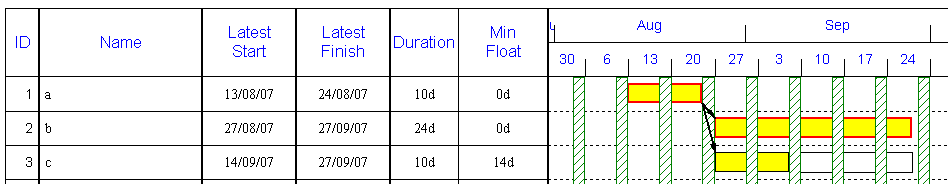 ID Name Latest Start Latest Finish Duration Min Float
u Aug Sep
30 6 13 20 27 3 10 17 24
1 a 13/08/07 24/08/07 10d 0d
2 b 27/08/07 27/09/07 24d 0d
3 c 14/09/07 27/09/07 10d 14d